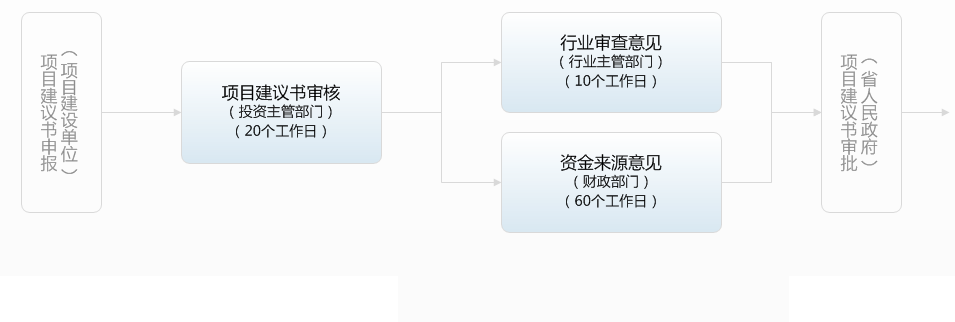 项目建议书申报
（项目建设单位）
项目建议书审核
（投资主管部门）
（20个工作日）
行业审查意见
（行业主管部门）
（10个工作日）
资金来源意见
（财政部门）
（60个工作日）
项目建议书审批
（省人民政府）